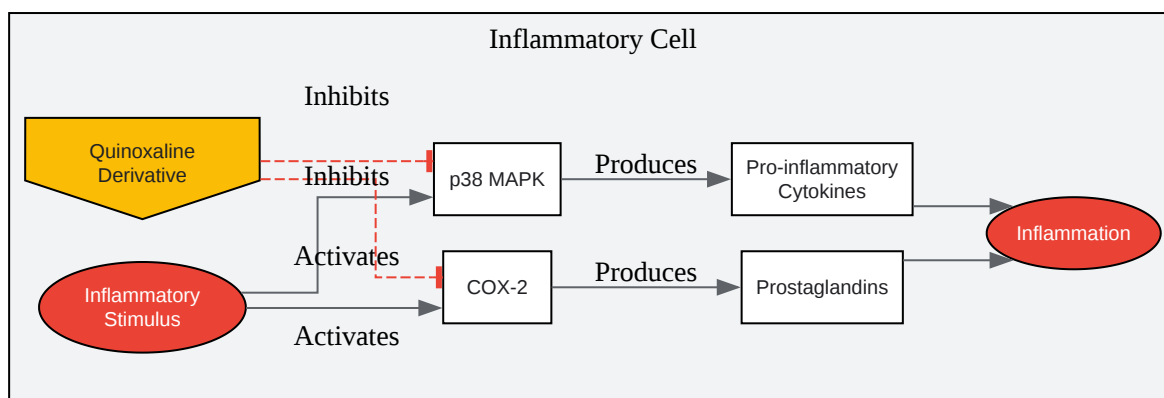 Inflammatory Cell
Inhibits
Quinoxaline
Derivative
Inhibits
p38 MAPK
Produces
Pro-inflammatory
Cytokines
Inflammation
Activates
COX-2
Produces
Prostaglandins
Inflammatory
Stimulus
Activates